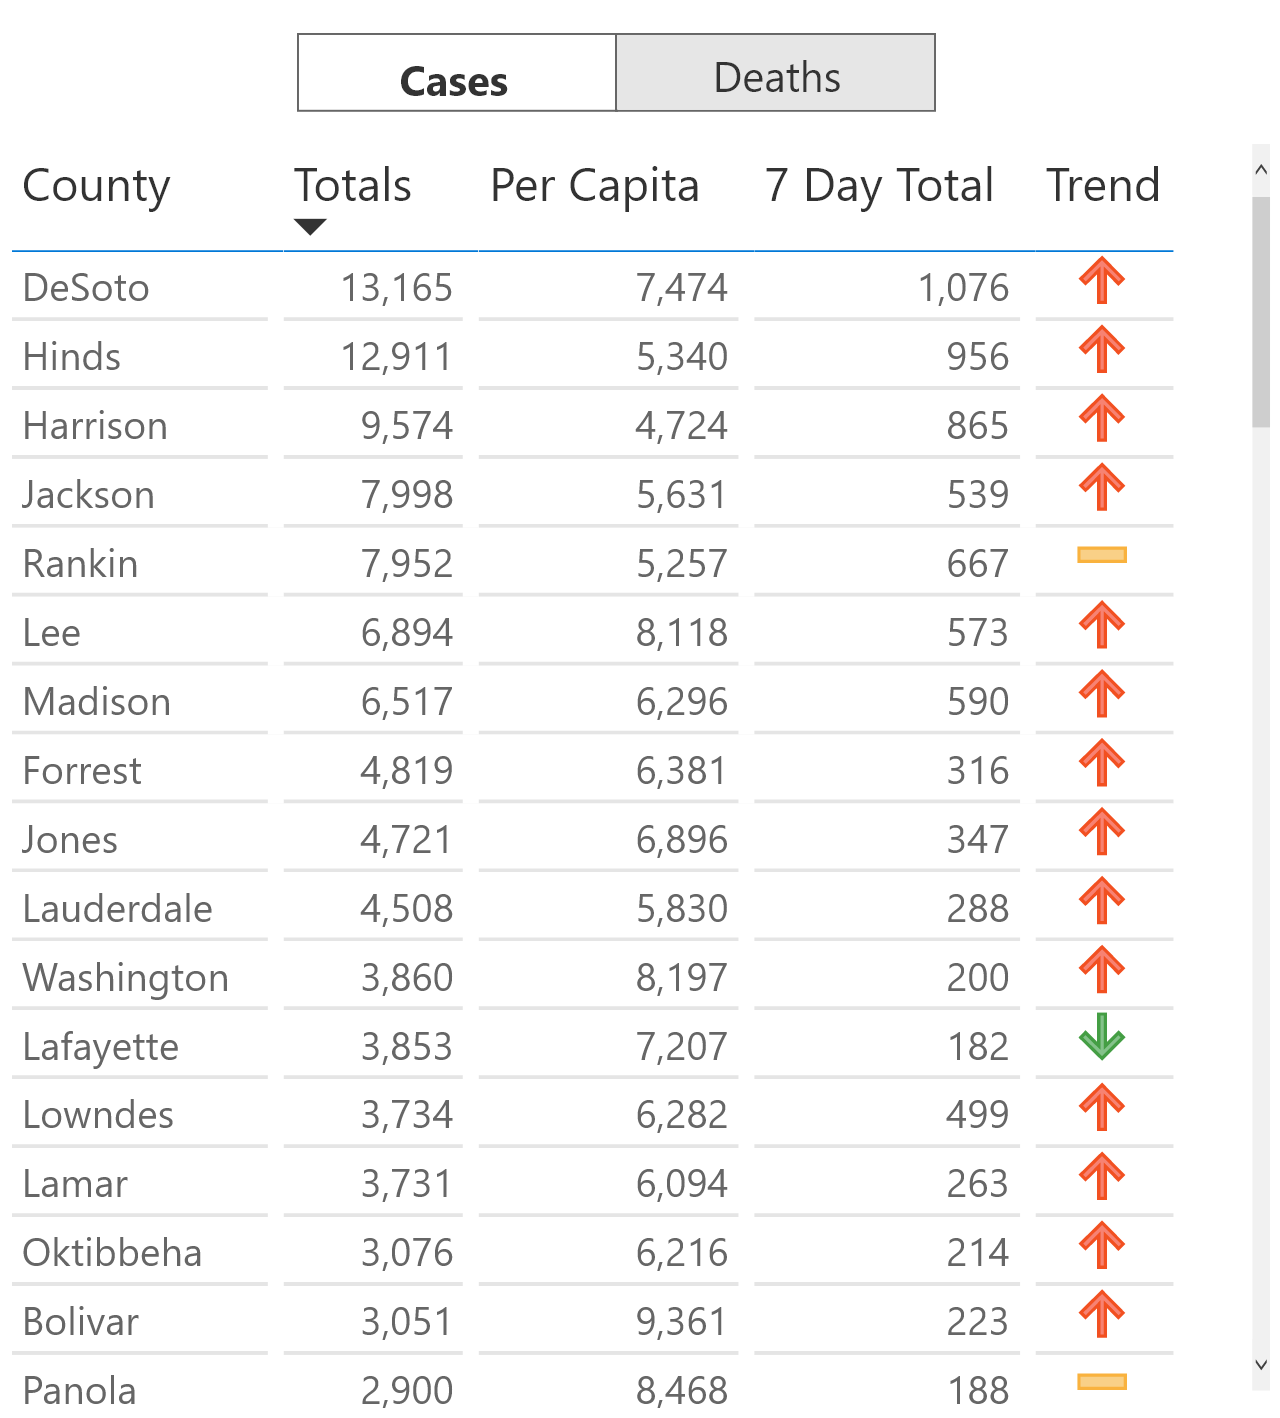 Cases Deaths
County Totals Per Capita 7 Day Total Trend
DeSoto 13,165 7,474 1,076
Hinds 12,911 5,340 956
Harrison 9,574 4,724 865
Jackson 7,998 5,631 539
Rankin 7,952 5,257 667
Lee 6,894 8,118 573
Madison 6,517 6,296 590
Forrest 4,819 6,381 316
Jones 4,721 6,896 347
Lauderdale 4,508 5,830 288
Washington 3,860 8,197 200
Lafayette 3,853 7,207 182
Lowndes 3,734 6,282 499
Lamar 3,731 6,094 263
Oktibbeha 3,076 6,216 214
Bolivar 3,051 9,361 223
Panola 2,900 8,468 188